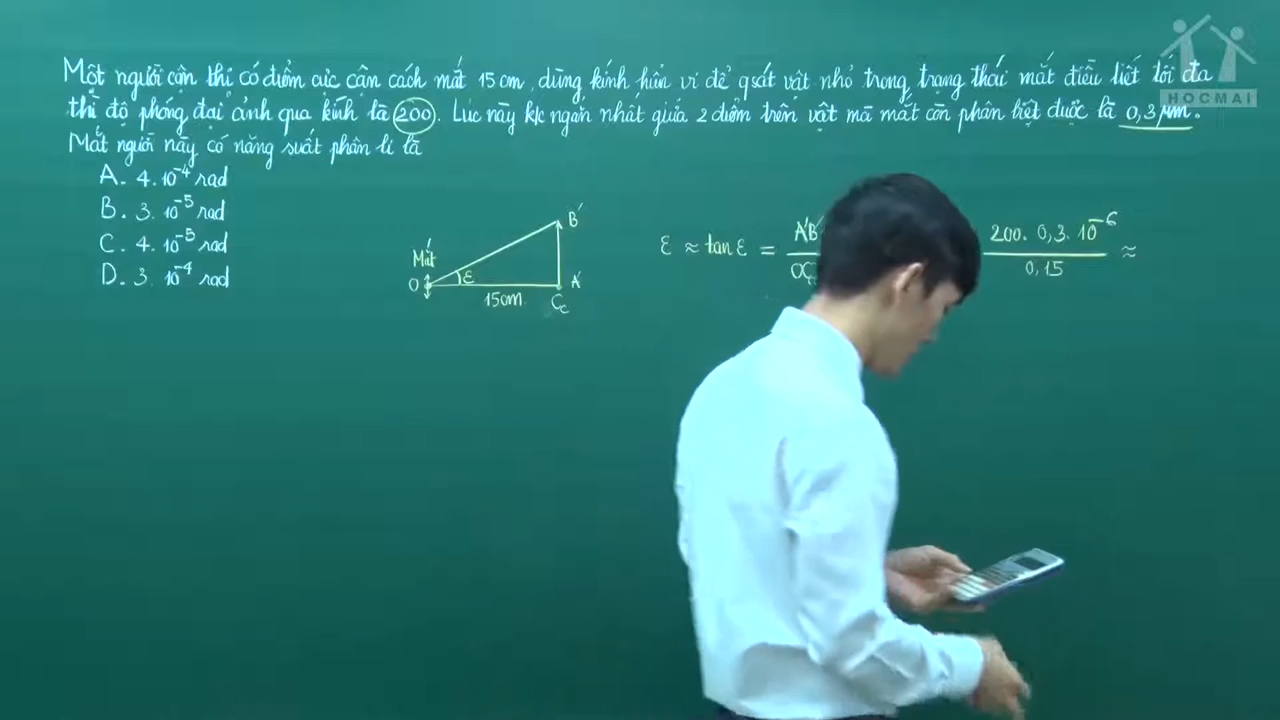 HOCMAI
Một người cận thị có điểm cực cận cách mắt 15cm, dùng kính hiển vi để qsát vật nhỏ trong trạng thái mắt điều tiết tối đa
thì độ phóng đại ảnh qua kính là 200. Lúc này k/c ngắn nhất giữa 2 điểm trên vật mà mắt còn phân biệt được là 0,3 μm.
Mắt người này có năng suất phân li là
A. 4. 10⁻⁴ rad
B. 3. 10⁻⁵ rad
C. 4. 10⁻⁵ rad
D. 3. 10⁻⁴ rad
B'
Mắt
O ε A'
15cm C꜀
ε ≈ tan ε = A'B'
OC
200. 0,3. 10⁻⁶
0,15
≈